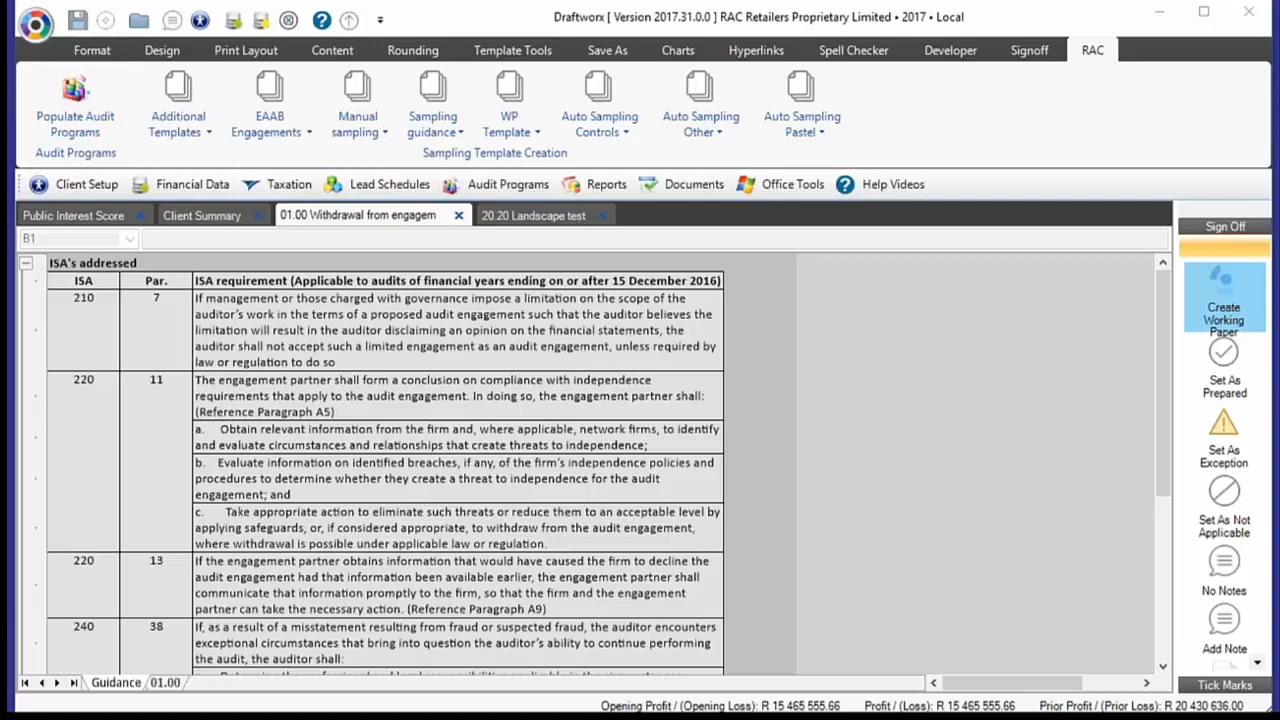 Draftworx [ Version 2017.31.0.0 ] RAC Retailers Proprietary Limited • 2017 • Local
Format Design Print Layout Content Rounding Template Tools Save As Charts Hyperlinks Spell Checker Developer Signoff RAC
Populate Audit Programs
Additional Templates
EAAB Engagements
Manual sampling
Sampling guidance
WP Template
Auto Sampling Controls
Auto Sampling Other
Auto Sampling Pastel
Audit Programs
Sampling Template Creation
Client Setup Financial Data Taxation Lead Schedules Audit Programs Reports Documents Office Tools Help Videos
Public Interest Score Client Summary 01.00 Withdrawal from engagem 20.20 Landscape test
Sign Off
B1
ISA's addressed
ISA Par. ISA requirement (Applicable to audits of financial years ending on or after 15 December 2016)
210 7 If management or those charged with governance impose a limitation on the scope of the
auditor's work in the terms of a proposed audit engagement such that the auditor believes the
limitation will result in the auditor disclaiming an opinion on the financial statements, the
auditor shall not accept such a limited engagement as an audit engagement, unless required by
law or regulation to do so
220 11 The engagement partner shall form a conclusion on compliance with independence
requirements that apply to the audit engagement. In doing so, the engagement partner shall:
(Reference Paragraph A5)
a. Obtain relevant information from the firm and, where applicable, network firms, to identify
and evaluate circumstances and relationships that create threats to independence;
b. Evaluate information on identified breaches, if any, of the firm's independence policies and
procedures to determine whether they create a threat to independence for the audit
engagement; and
c. Take appropriate action to eliminate such threats or reduce them to an acceptable level by
applying safeguards, or, if considered appropriate, to withdraw from the audit engagement,
where withdrawal is possible under applicable law or regulation.
220 13 If the engagement partner obtains information that would have caused the firm to decline the
audit engagement had that information been available earlier, the engagement partner shall
communicate that information promptly to the firm, so that the firm and the engagement
partner can take the necessary action. (Reference Paragraph A9)
240 38 If, as a result of a misstatement resulting from fraud or suspected fraud, the auditor encounters
exceptional circumstances that bring into question the auditor's ability to continue performing
the audit, the auditor shall:
Create
Working
Paper
Set As
Prepared
Set As
Exception
Set As Not
Applicable
No Notes
Add Note
Tick Marks
Guidance 01.00
Opening Profit / (Opening Loss): R 15 465 555.66 Profit / (Loss): R 15 465 555.66 Prior Profit / (Prior Loss): R 20 430 636.00